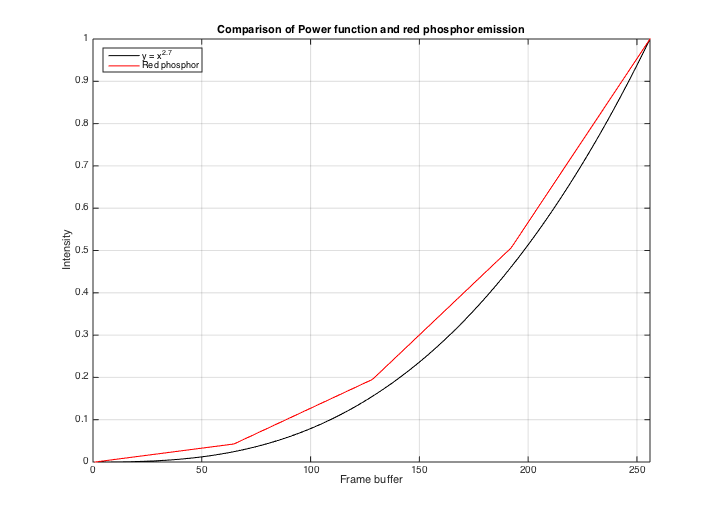 Comparison of Power function and red phosphor emission
y = x^2.7
Red phosphor
1
0.9
0.8
0.7
0.6
0.5
0.4
0.3
0.2
0.1
0
Intensity
0 50 100 150 200 250
Frame buffer